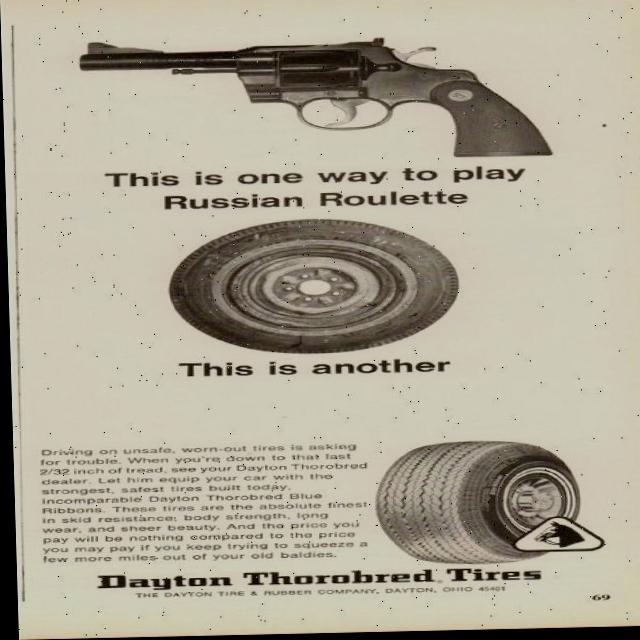 This is one way to play
Russian Roulette
This is another
Driving on unsafe, worn-out tires is asking
for trouble. When you're down to that last
2/32 inch of tread, see your Dayton Thorobred
dealer. Let him equip your car with the
strongest, safest tires built today,
incomparable Dayton Thorobred Blue
Ribbons. These tires are the absolute finest
in skid resistance, body strength, long
wear, and sheer beauty. And the price you
pay will be nothing compared to the price
you may pay if you keep trying to squeeze a
few more miles out of your old baldies.
Dayton Thorobred Tires
THE DAYTON TIRE & RUBBER COMPANY, DAYTON, OHIO 45401
69